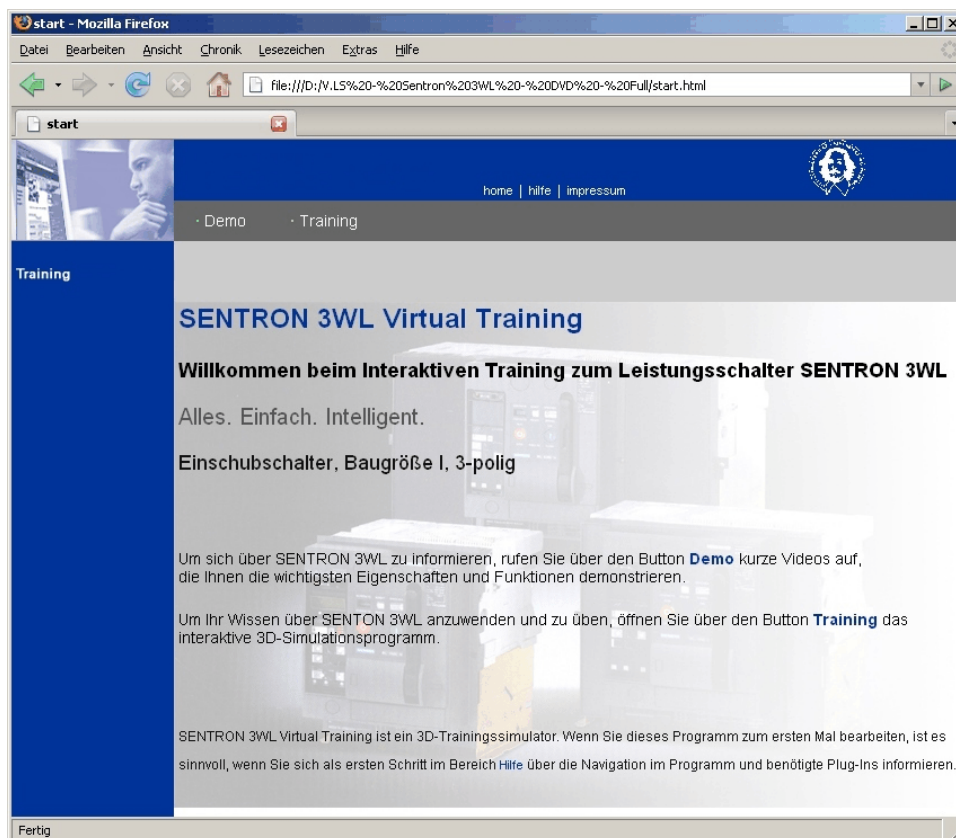 start - Mozilla Firefox
Datei Bearbeiten Ansicht Chronik Lesezeichen Extras Hilfe
file:///D:/V.LS%20-%20Sentron%203WL%20-%20DVD%20-%20Full/start.html
start
home | hilfe | impressum
· Demo · Training
Training
SENTRON 3WL Virtual Training
Willkommen beim Interaktiven Training zum Leistungsschalter SENTRON 3WL
Alles. Einfach. Intelligent.
Einschubschalter, Baugröße I, 3-polig
Um sich über SENTRON 3WL zu informieren, rufen Sie über den Button Demo kurze Videos auf,
die Ihnen die wichtigsten Eigenschaften und Funktionen demonstrieren.
Um Ihr Wissen über SENTON 3WL anzuwenden und zu üben, öffnen Sie über den Button Training das
interaktive 3D-Simulationsprogramm.
SENTRON 3WL Virtual Training ist ein 3D-Trainingssimulator. Wenn Sie dieses Programm zum ersten Mal bearbeiten, ist es
sinnvoll, wenn Sie sich als ersten Schritt im Bereich Hilfe über die Navigation im Programm und benötigte Plug-Ins informieren.
Fertig